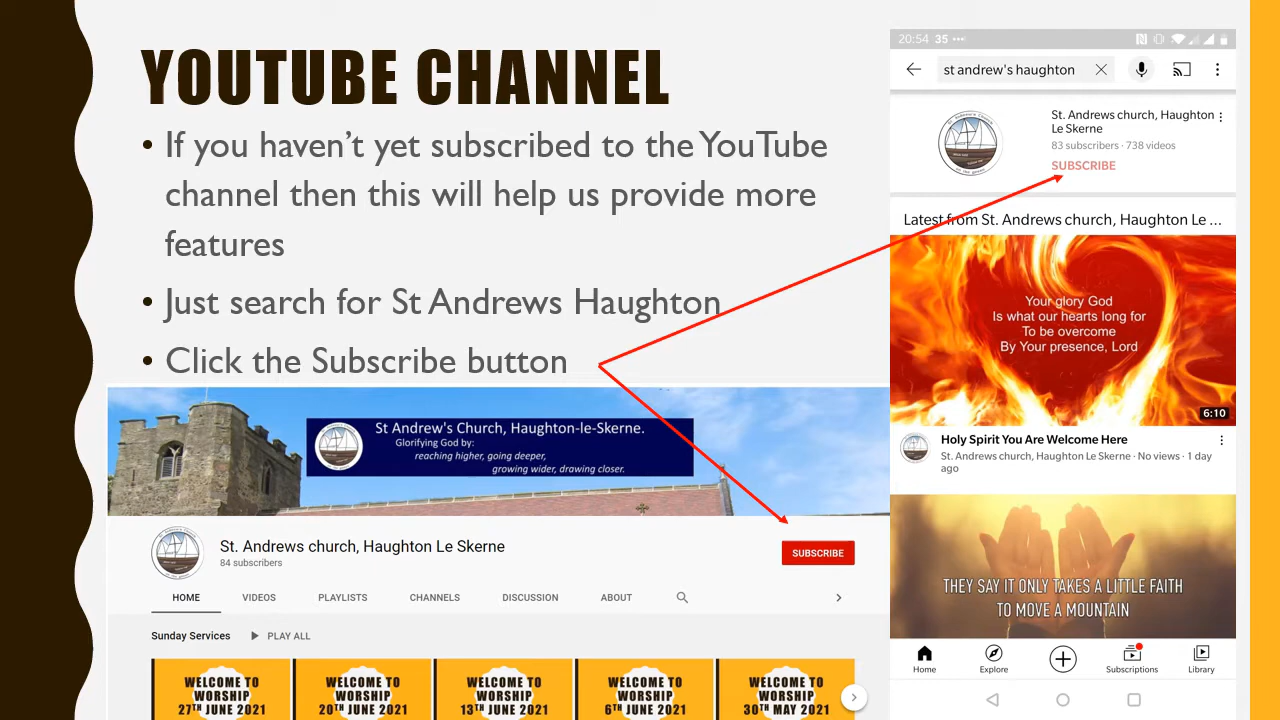 YOUTUBE CHANNEL
• If you haven't yet subscribed to the YouTube
channel then this will help us provide more
features
• Just search for St Andrews Haughton
• Click the Subscribe button
St Andrew's Church, Haughton-le-Skerne.
Glorifying God by:
reaching higher, going deeper,
growing wider, drawing closer.
St. Andrews church, Haughton Le Skerne
84 subscribers
SUBSCRIBE
HOME VIDEOS PLAYLISTS CHANNELS DISCUSSION ABOUT
Sunday Services PLAY ALL
WELCOME TO
WORSHIP
27TH JUNE 2021
WELCOME TO
WORSHIP
20TH JUNE 2021
WELCOME TO
WORSHIP
13TH JUNE 2021
WELCOME TO
WORSHIP
6TH JUNE 2021
WELCOME TO
WORSHIP
30TH MAY 2021
20:54 35
st andrew's haughton
St. Andrews church, Haughton
Le Skerne
83 subscribers · 738 videos
SUBSCRIBE
Latest from St. Andrews church, Haughton Le ...
Your glory God
Is what our hearts long for
To be overcome
By Your presence, Lord
6:10
Holy Spirit You Are Welcome Here
St. Andrews church, Haughton Le Skerne · No views · 1 day
ago
THEY SAY IT ONLY TAKES A LITTLE FAITH
TO MOVE A MOUNTAIN
Home Explore Subscriptions Library